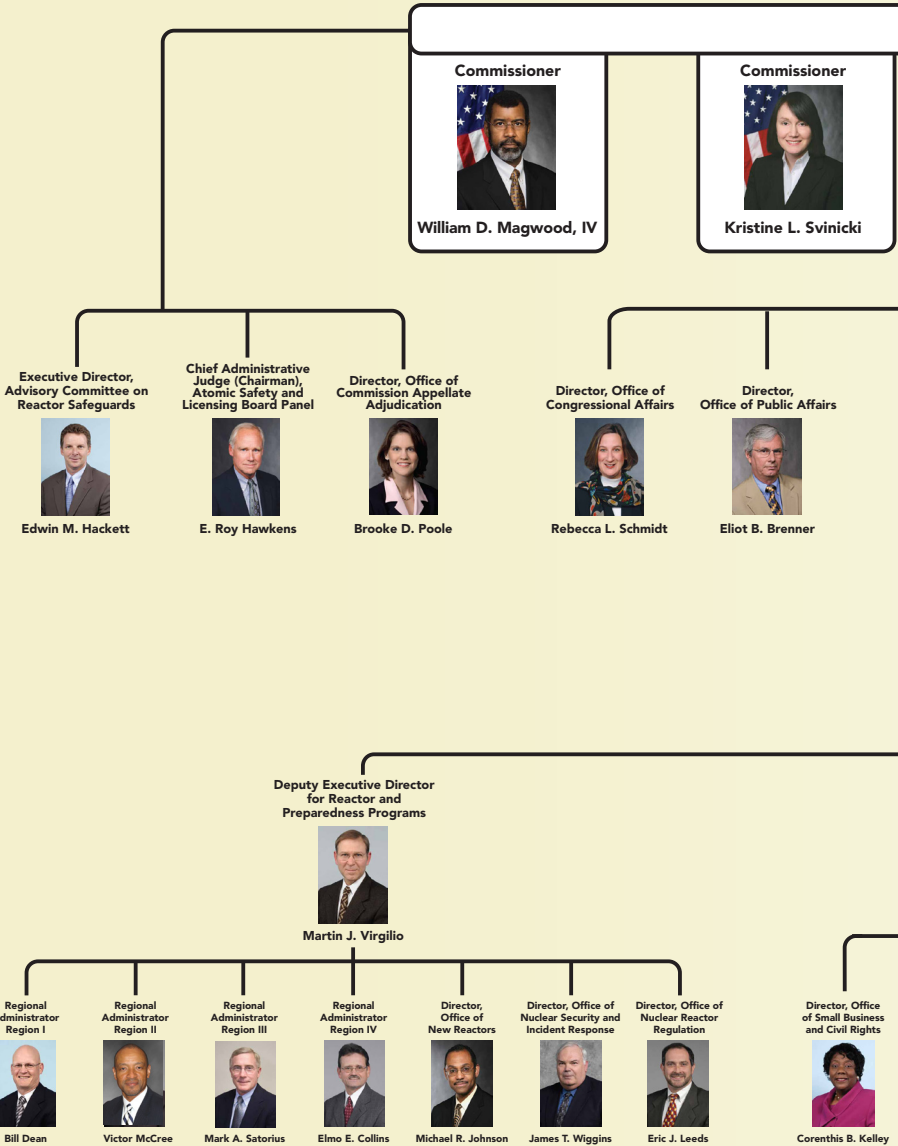 Commissioner
William D. Magwood, IV
Commissioner
Kristine L. Svinicki
Executive Director,
Advisory Committee on
Reactor Safeguards
Edwin M. Hackett
Chief Administrative
Judge (Chairman),
Atomic Safety and
Licensing Board Panel
E. Roy Hawkens
Director, Office of
Commission Appellate
Adjudication
Brooke D. Poole
Director, Office of
Congressional Affairs
Rebecca L. Schmidt
Director,
Office of Public Affairs
Eliot B. Brenner
Deputy Executive Director
for Reactor and
Preparedness Programs
Martin J. Virgilio
Regional
dministrator
Region I
Bill Dean
Regional
Administrator
Region II
Victor McCree
Regional
Administrator
Region III
Mark A. Satorius
Regional
Administrator
Region IV
Elmo E. Collins
Director,
Office of
New Reactors
Michael R. Johnson
Director, Office of
Nuclear Security and
Incident Response
James T. Wiggins
Director, Office of
Nuclear Reactor
Regulation
Eric J. Leeds
Director, Office
of Small Business
and Civil Rights
Corenthis B. Kelley